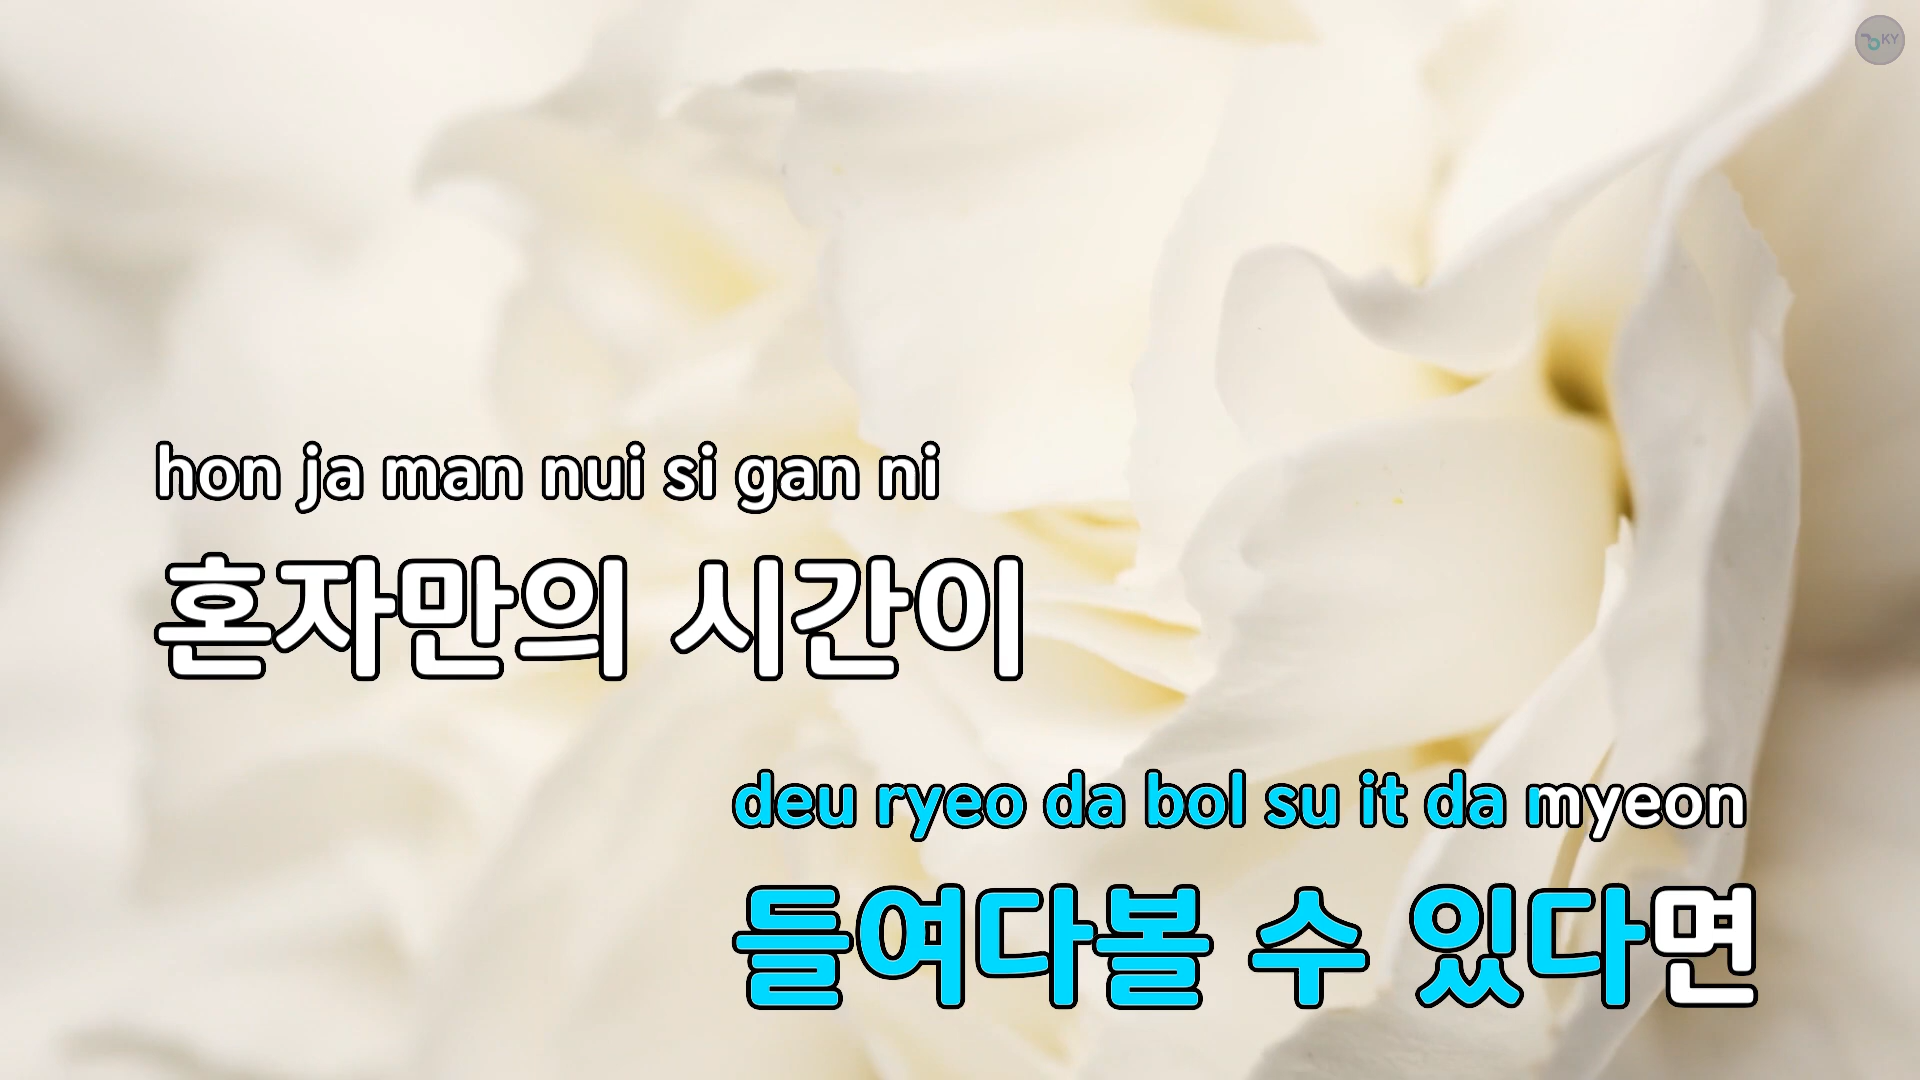 KY
hon ja man nui si gan ni
혼자만의 시간이
deu ryeo da bol su it da myeon
들여다볼 수 있다면